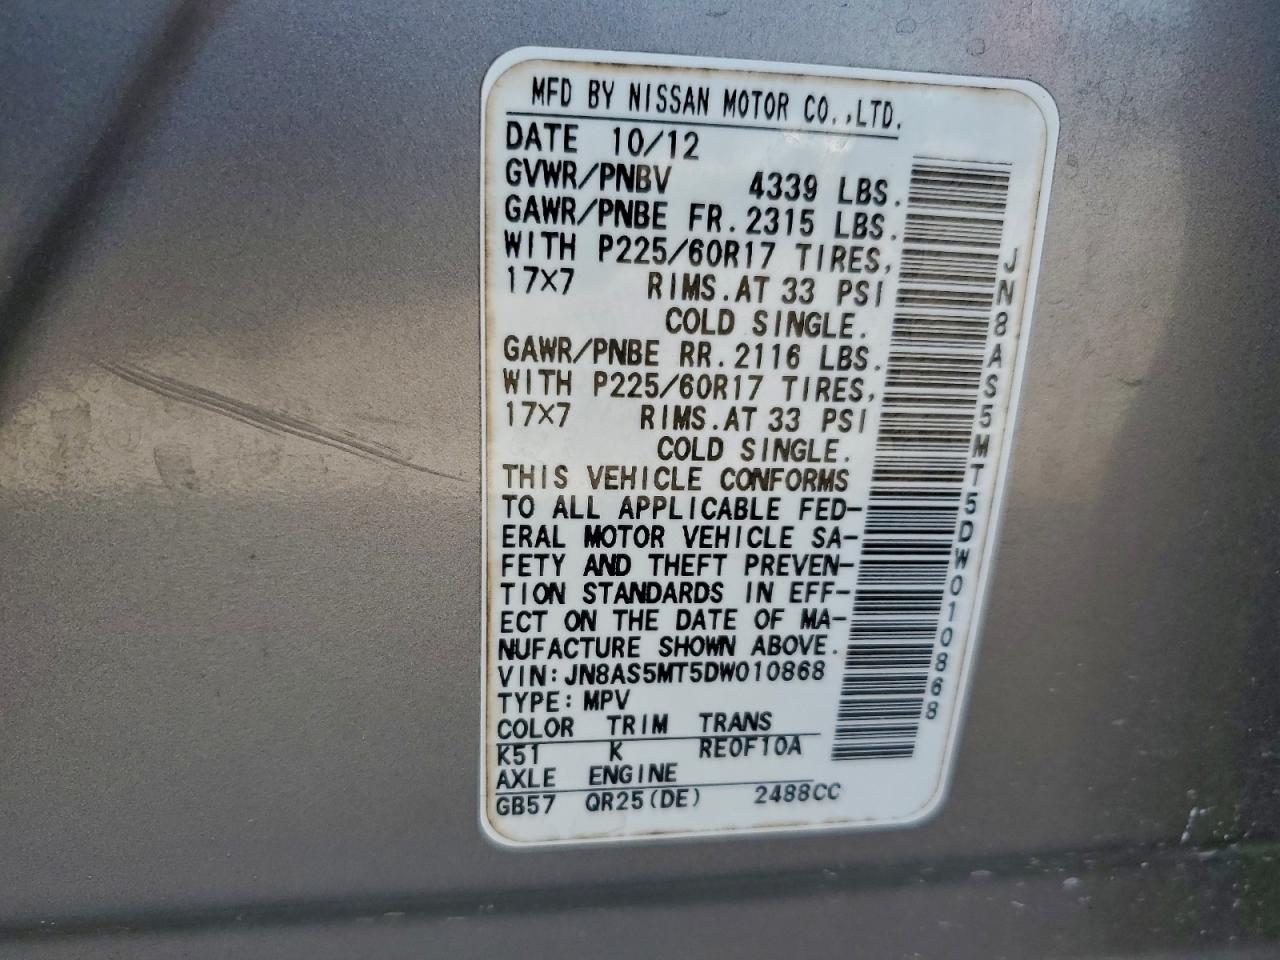 MFD BY NISSAN MOTOR CO.,LTD.
DATE 10/12
GVWR/PNBV 4339 LBS.
GAWR/PNBE FR. 2315 LBS.
WITH P225/60R17 TIRES,
17X7 RIMS. AT 33 PSI
COLD SINGLE.
GAWR/PNBE RR. 2116 LBS.
WITH P225/60R17 TIRES,
17X7 RIMS. AT 33 PSI
COLD SINGLE.
THIS VEHICLE CONFORMS
TO ALL APPLICABLE FED-
ERAL MOTOR VEHICLE SA-
FETY AND THEFT PREVEN-
TION STANDARDS IN EFF-
ECT ON THE DATE OF MA-
NUFACTURE SHOWN ABOVE.
VIN: JN8AS5MT5DW010868
TYPE: MPV
COLOR TRIM TRANS
K51 K RE0F10A
AXLE ENGINE
GB57 QR25(DE) 2488CC
JN8AS5MT5DW010868